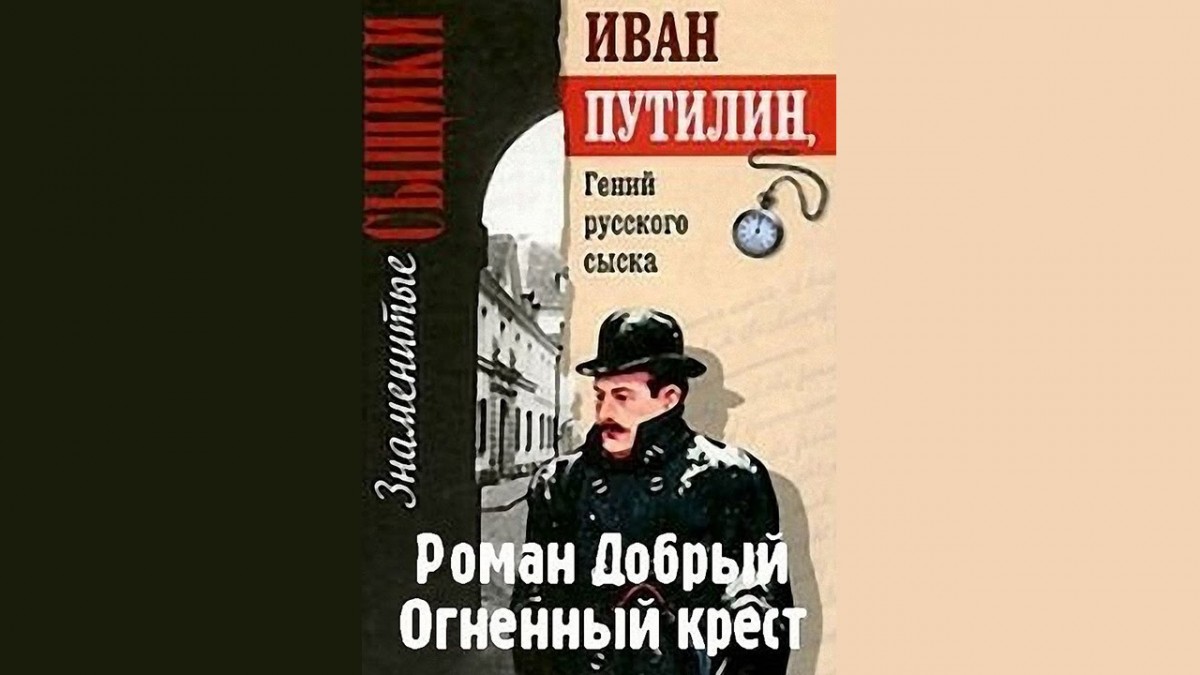 Знаменитые
СЫЩИКИ
ИВАН
ПУТИЛИН,
Гений
русского
сыска
Роман Добрый
Огненный крест